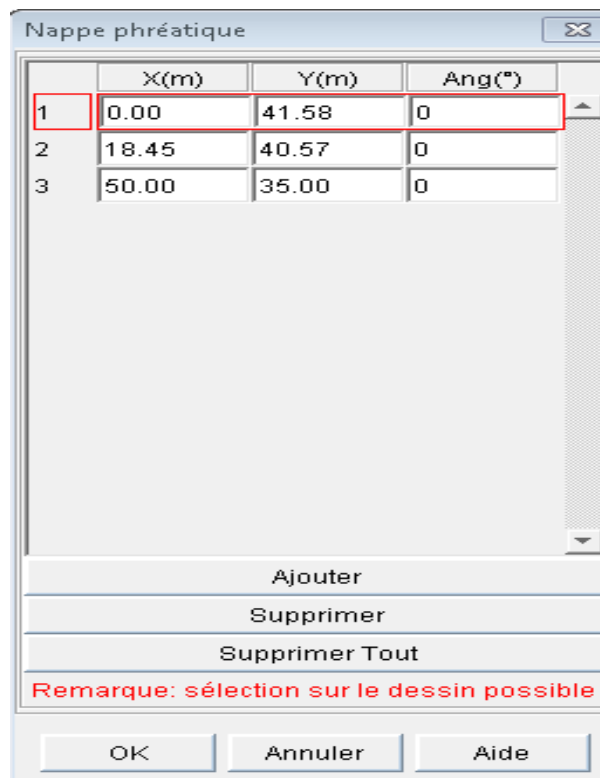 Nappe phréatique
X(m) Y(m) Ang(°)
1 0.00 41.58 0
2 18.45 40.57 0
3 50.00 35.00 0
Ajouter
Supprimer
Supprimer Tout
Remarque: sélection sur le dessin possible
OK Annuler Aide